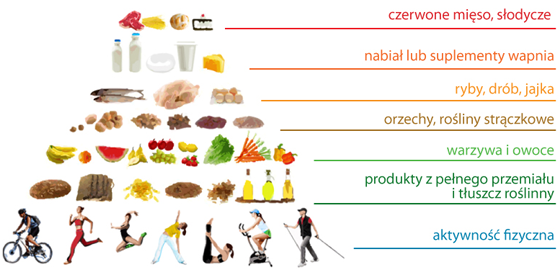 czerwone mięso, słodycze
nabiał lub suplementy wapnia
ryby, drób, jajka
orzechy, rośliny strączkowe
warzywa i owoce
produkty z pełnego przemiału
i tłuszcz roślinny
aktywność fizyczna